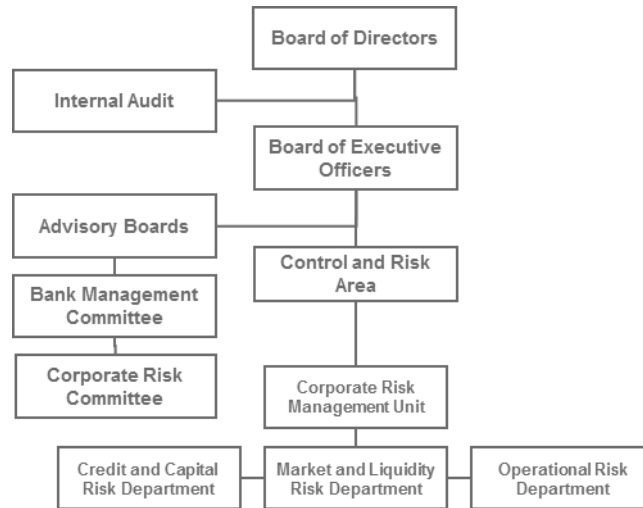 Board of Directors
Internal Audit
Board of Executive
Officers
Advisory Boards
Control and Risk
Area
Bank Management
Committee
Corporate Risk
Committee
Corporate Risk
Management Unit
Credit and Capital
Risk Department
Market and Liquidity
Risk Department
Operational Risk
Department